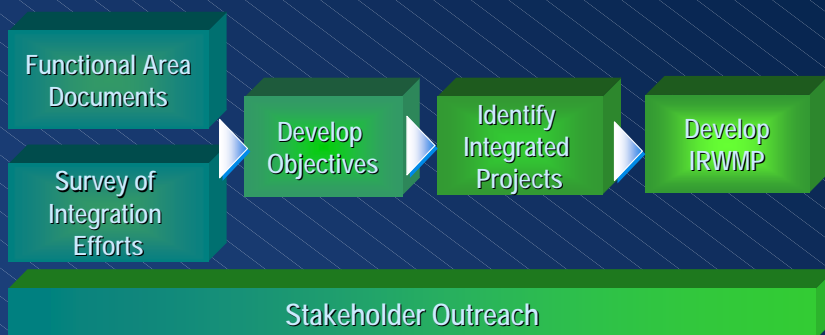 Functional Area
Documents
Survey of
Integration
Efforts
Develop
Objectives
Identify
Integrated
Projects
Develop
IRWMP
Stakeholder Outreach